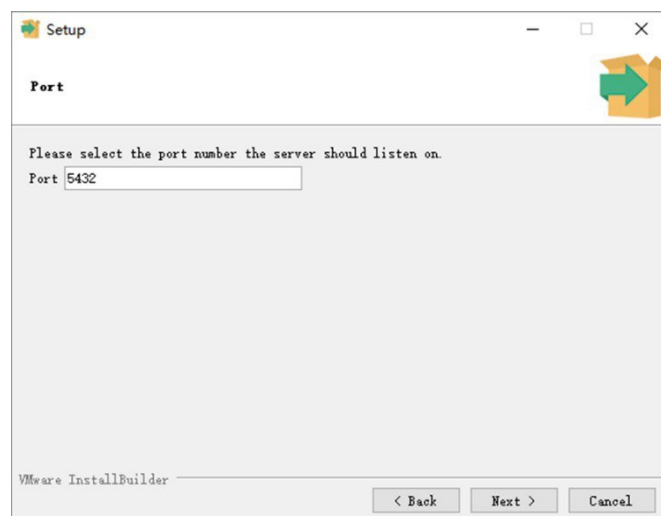 Setup
Port
Please select the port number the server should listen on.
Port 5432
VMware InstallBuilder
< Back Next > Cancel